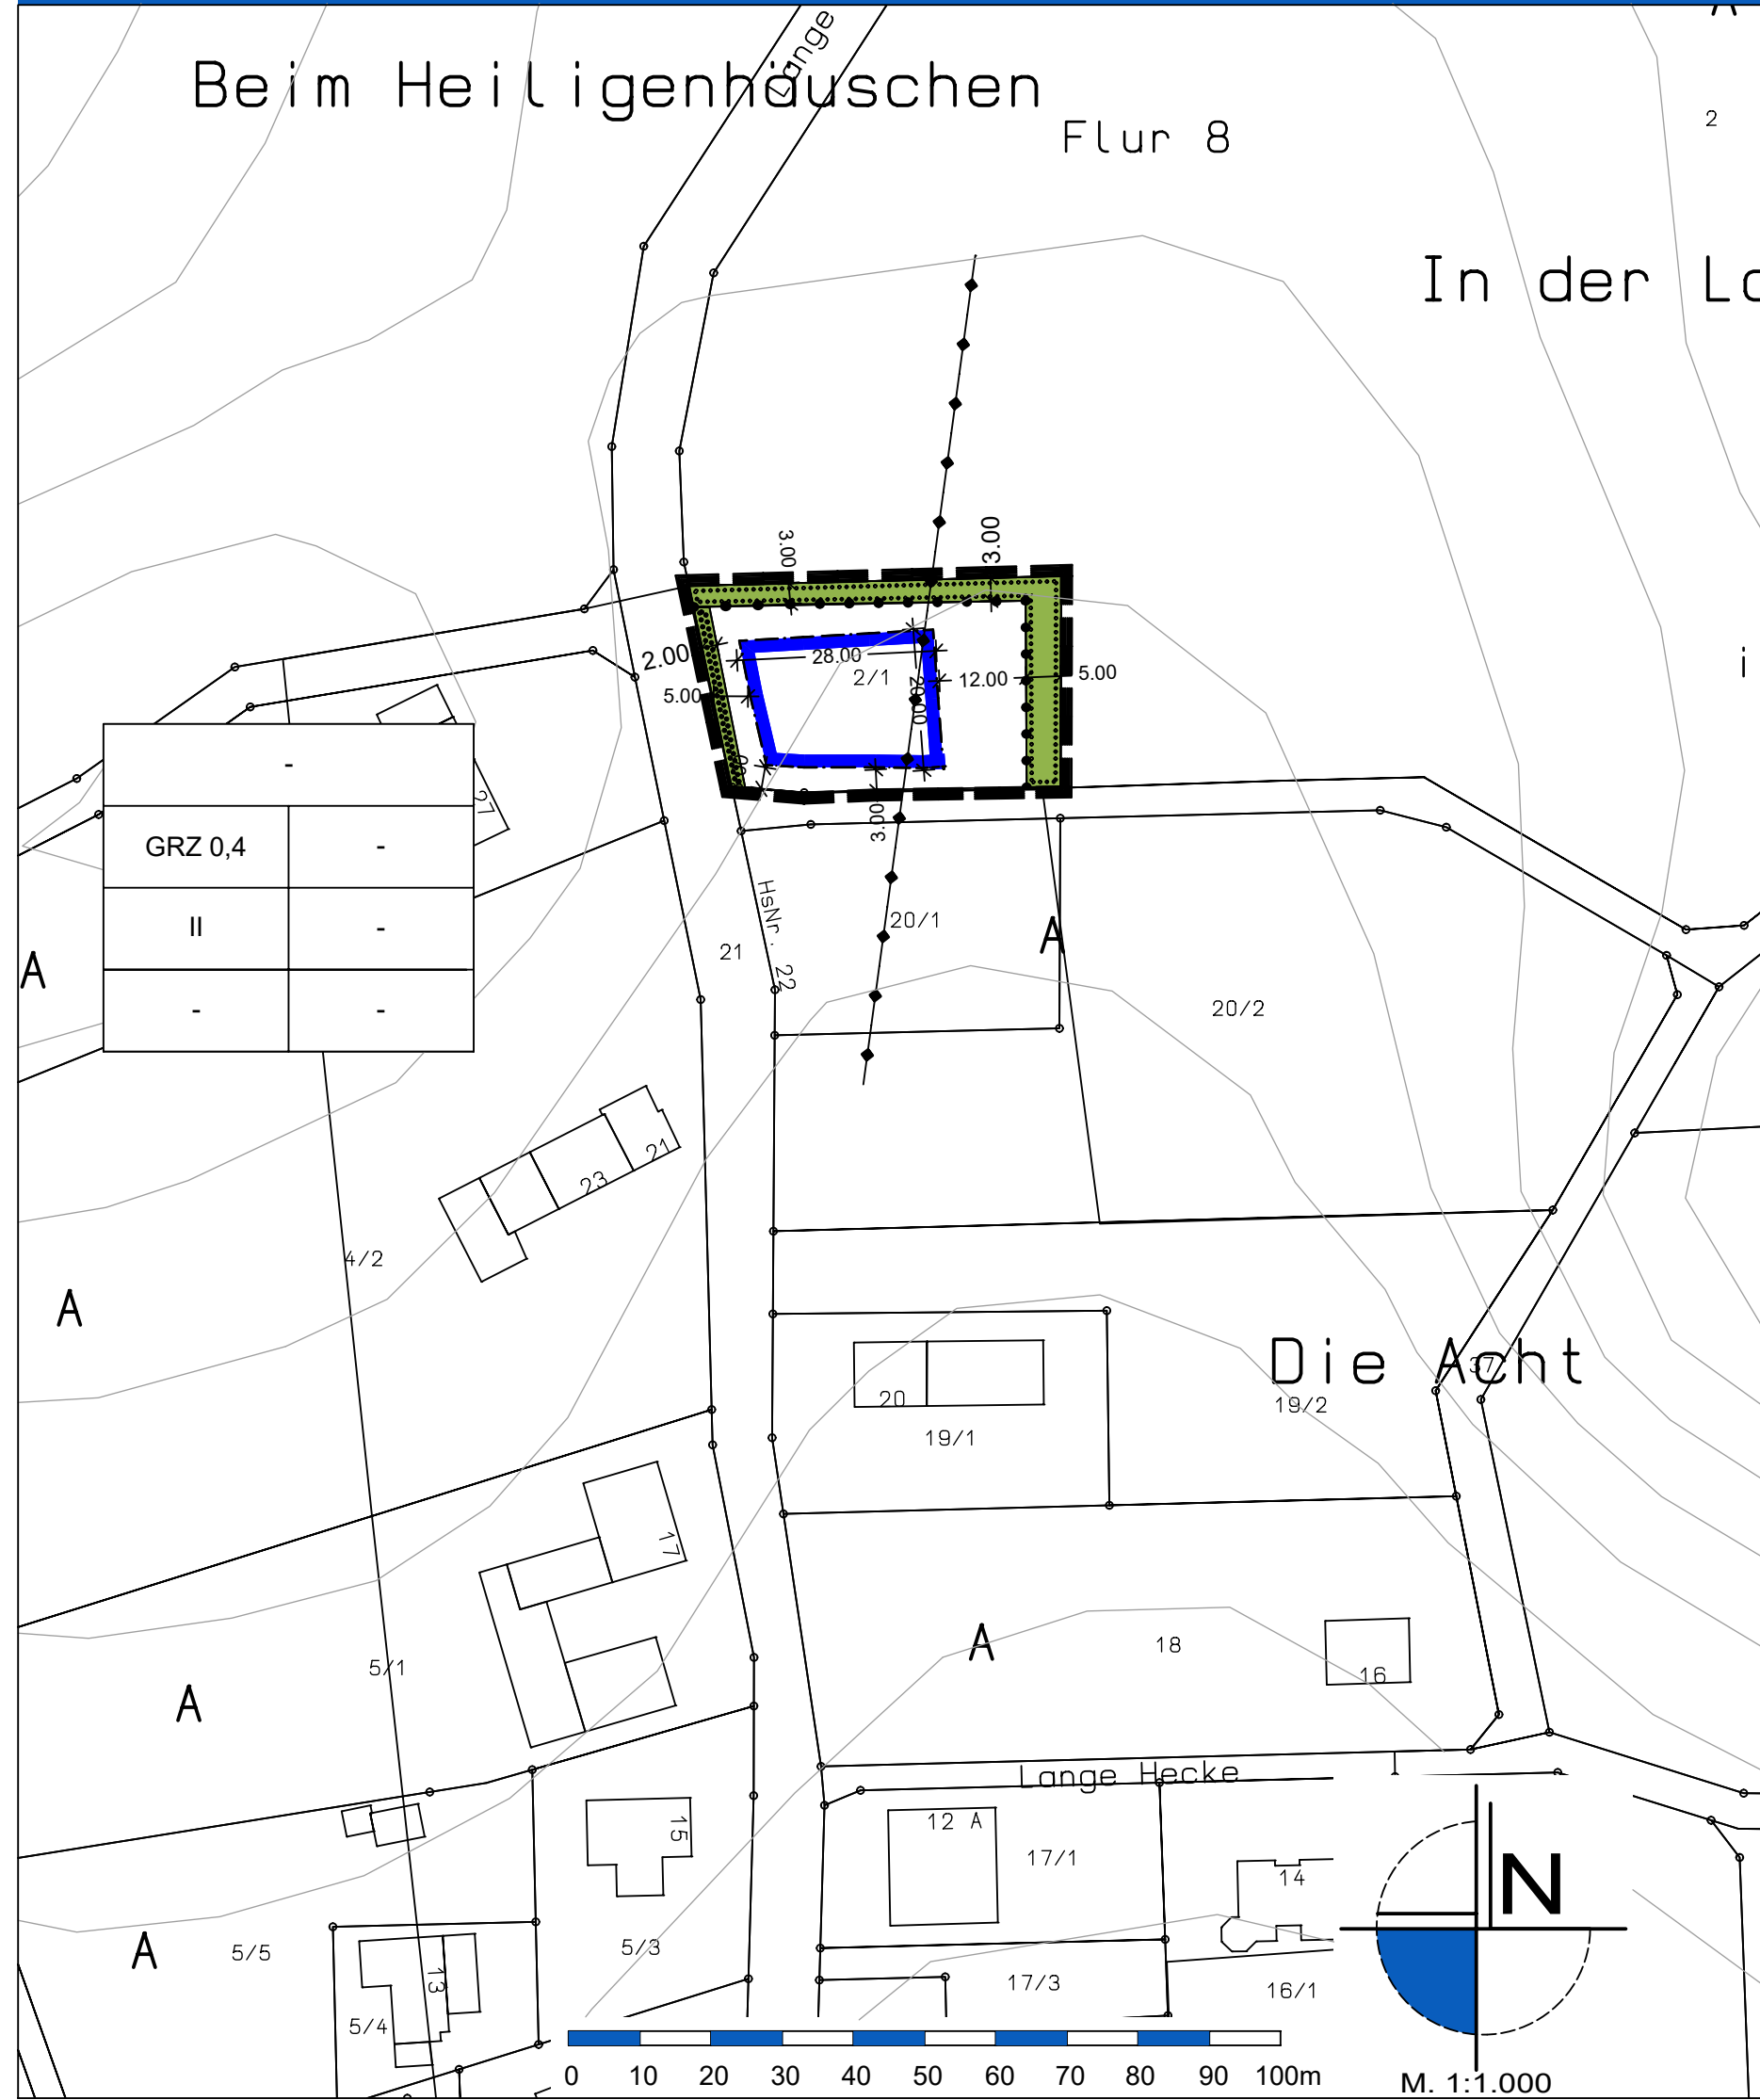 Lange
Beim Heiligenhäuschen
Flur 8
2
In der
3.00
3.00
2.00
28.00
2/1
5.00
12.00
5.00
20.00
3.00
27
-
GRZ 0,4 -
II -
- -
HsNr. 22
20/1
A
21
A
20/2
21
23
4/2
A
Die Acht
37
20
19/2
19/1
17
A
18
16
5/1
A
Lange Hecke
12 A
15
17/1
14
N
A
5/5
5/3
13
17/3
16/1
5/4
0 10 20 30 40 50 60 70 80 90 100m
M. 1:1.000